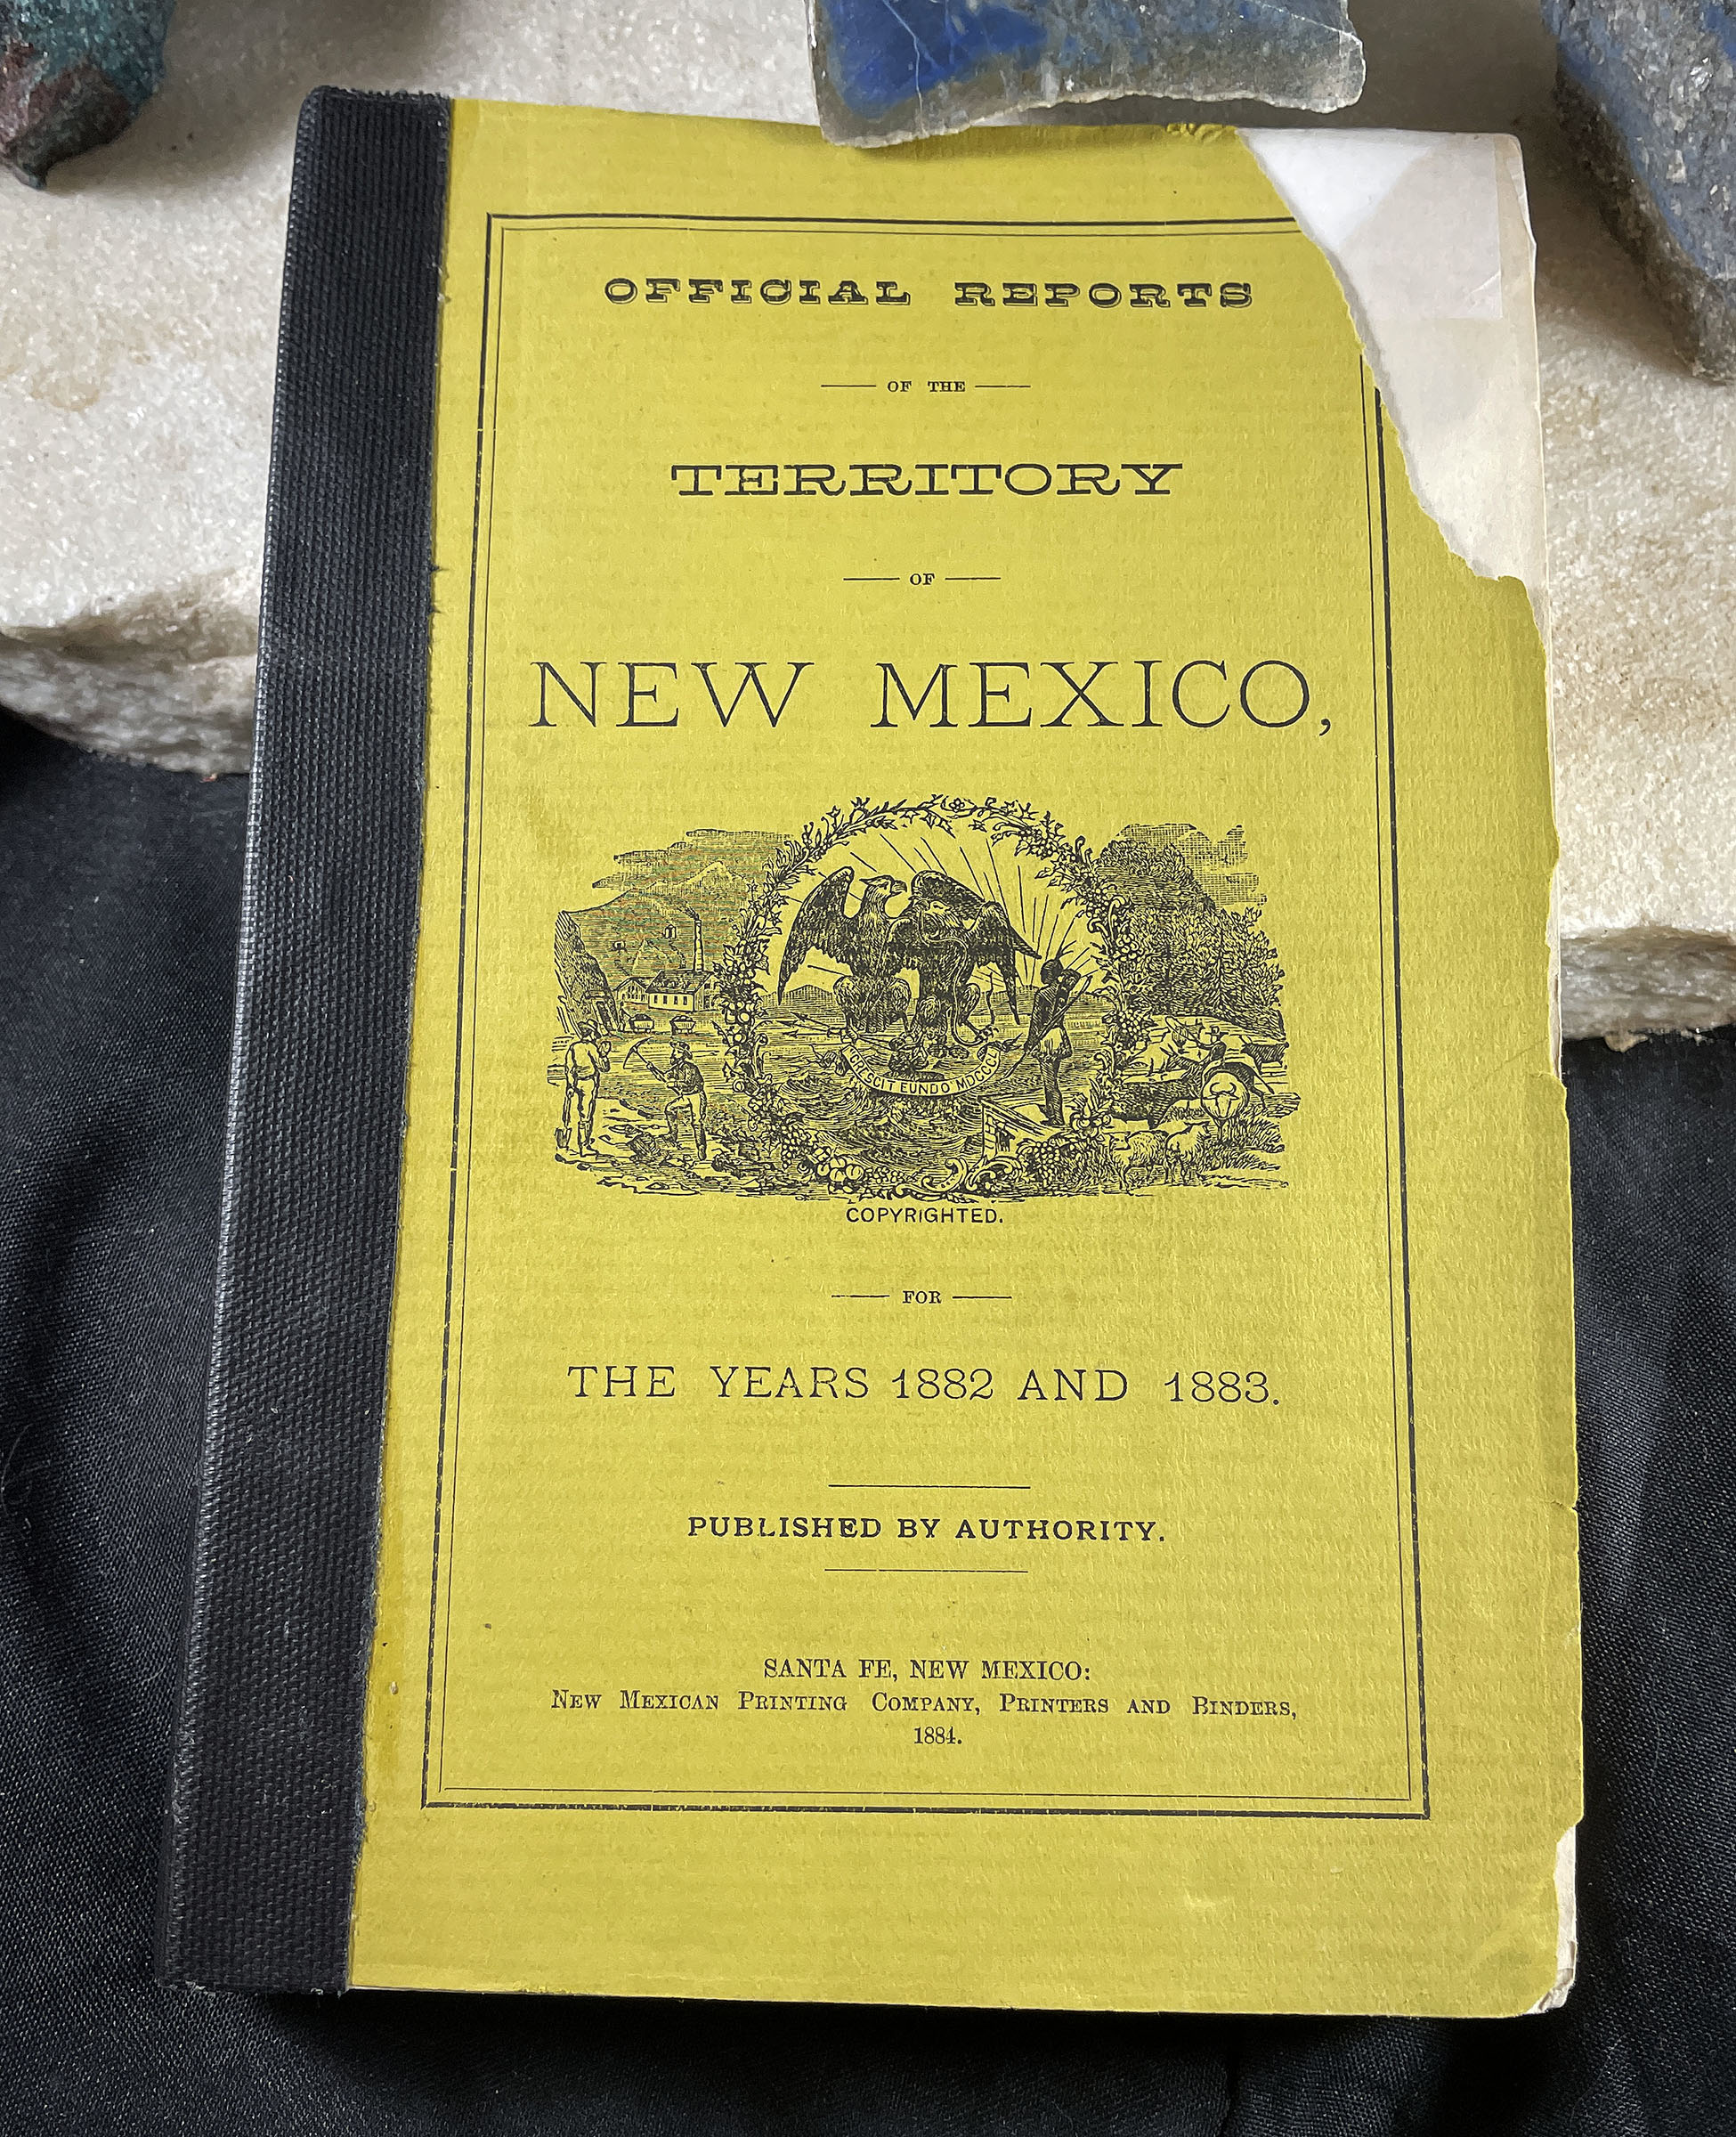 OFFICIAL REPORTS
OF THE
TERRITORY
OF
NEW MEXICO,
CRESCIT EUNDO MDCCCL
COPYRIGHTED.
FOR
THE YEARS 1882 AND 1883.
PUBLISHED BY AUTHORITY.
SANTA FE, NEW MEXICO:
NEW MEXICAN PRINTING COMPANY, PRINTERS AND BINDERS,
1884.